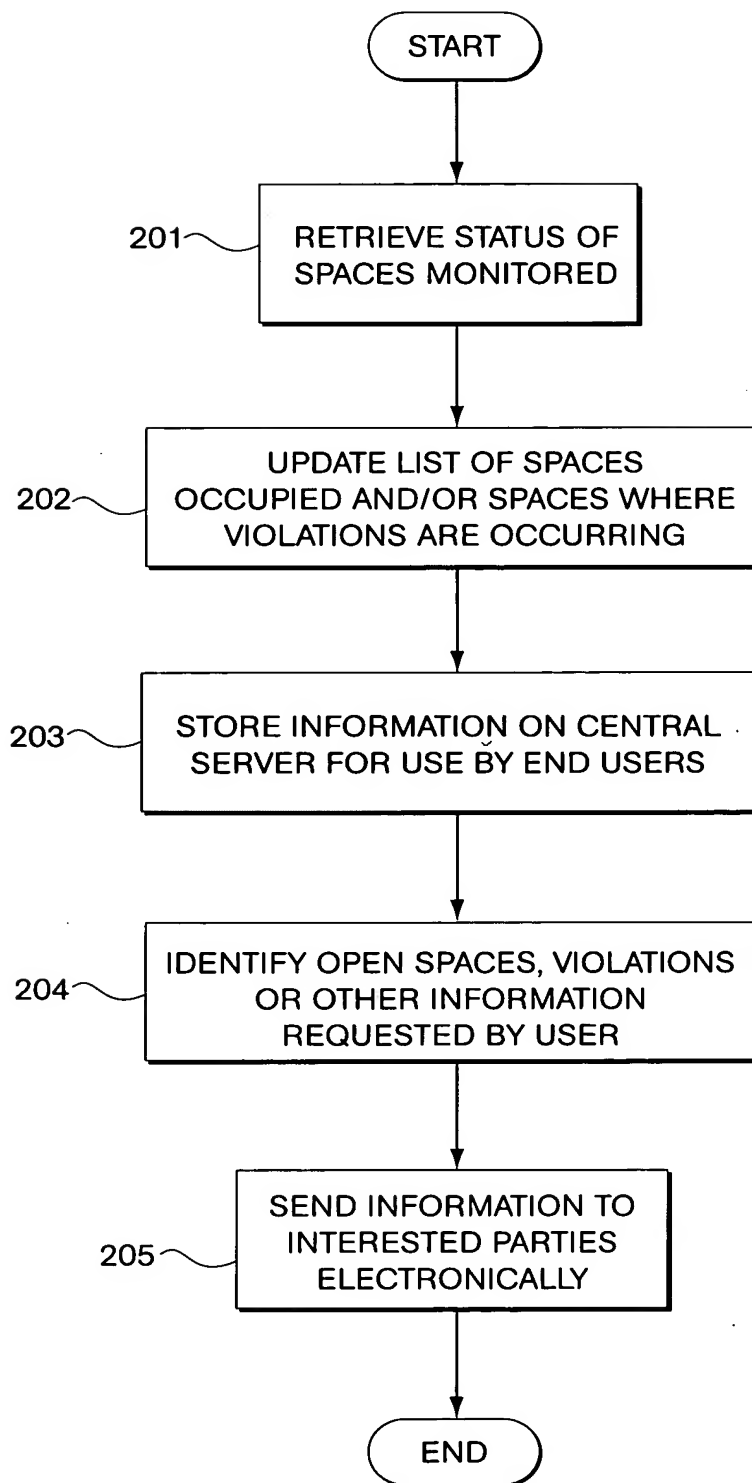 START
201
RETRIEVE STATUS OF
SPACES MONITORED
202
UPDATE LIST OF SPACES
OCCUPIED AND/OR SPACES WHERE
VIOLATIONS ARE OCCURRING
203
STORE INFORMATION ON CENTRAL
SERVER FOR USE BY END USERS
204
IDENTIFY OPEN SPACES, VIOLATIONS
OR OTHER INFORMATION
REQUESTED BY USER
205
SEND INFORMATION TO
INTERESTED PARTIES
ELECTRONICALLY
END